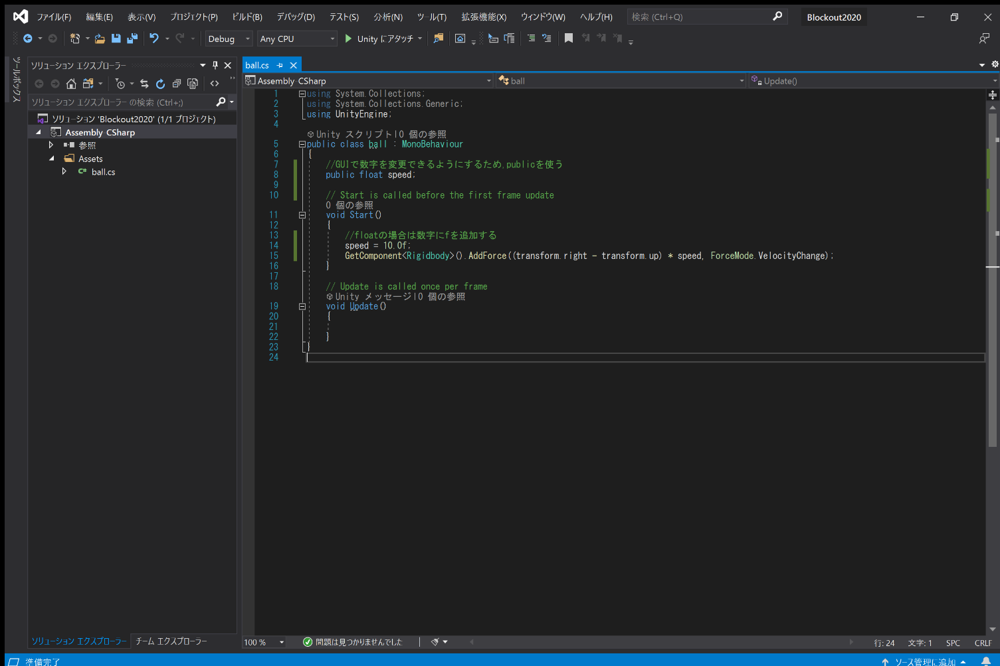 ファイル(F) 編集(E) 表示(V) プロジェクト(P) ビルド(B) デバッグ(D) テスト(S) 分析(N) ツール(T) 拡張機能(X) ウィンドウ(W) ヘルプ(H) 検索 (Ctrl+Q) Blockout2020
Debug Any CPU Unity にアタッチ
ツールボックス
ソリューション エクスプローラー
ソリューション エクスプローラー の検索 (Ctrl+;)
ソリューション 'Blockout2020' (1/1 プロジェクト)
Assembly-CSharp
参照
Assets
C# ball.cs
ソリューション エクスプローラー チーム エクスプローラー
ball.cs
Assembly-CSharp ball Update()
1 using System.Collections;
2 using System.Collections.Generic;
3 using UnityEngine;
4
Unity スクリプト|0 個の参照
5 public class ball : MonoBehaviour
6 {
7 //GUIで数字を変更できるようにするため,publicを使う
8 public float speed;
9
10 // Start is called before the first frame update
0 個の参照
11 void Start()
12 {
13 //floatの場合は数字にfを追加する
14 speed = 10.0f;
15 GetComponent<Rigidbody>().AddForce((transform.right - transform.up) * speed, ForceMode.VelocityChange);
16 }
17
18 // Update is called once per frame
Unity メッセージ|0 個の参照
19 void Update()
20 {
21
22 }
23 }
24
100 % 問題は見つかりませんでした 行: 24 文字: 1 SPC CRLF
準備完了 ソース管理に追加